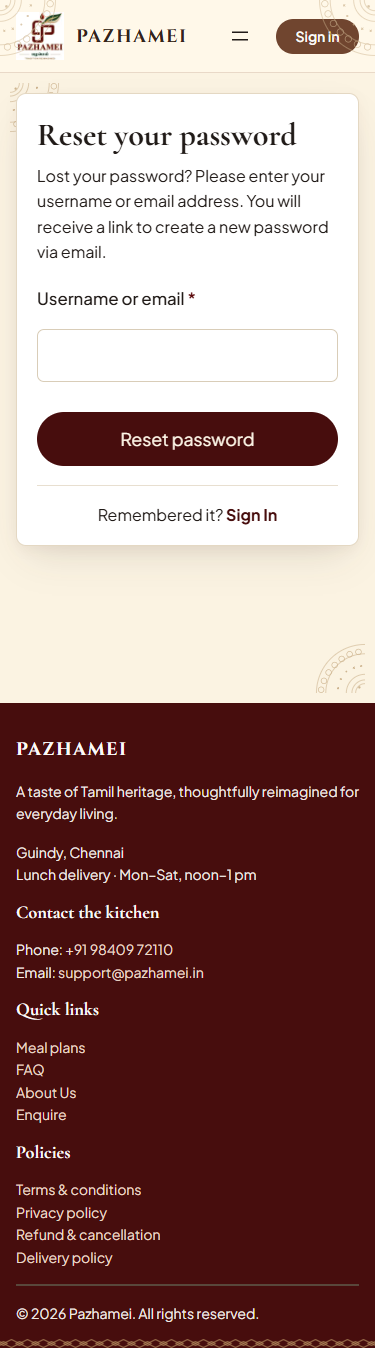 PAZHAMEI
PAZHAMEI
Sign in
Reset your password
Lost your password? Please enter your
username or email address. You will
receive a link to create a new password
via email.
Username or email *
Reset password
Remembered it? Sign In
PAZHAMEI
A taste of Tamil heritage, thoughtfully reimagined for
everyday living.
Guindy, Chennai
Lunch delivery · Mon–Sat, noon–1 pm
Contact the kitchen
Phone: +91 98409 72110
Email: support@pazhamei.in
Quick links
Meal plans
FAQ
About Us
Enquire
Policies
Terms & conditions
Privacy policy
Refund & cancellation
Delivery policy
© 2026 Pazhamei. All rights reserved.